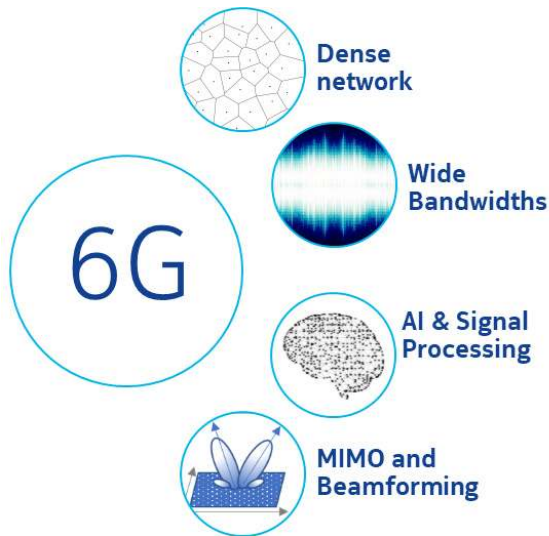 Dense
network
Wide
Bandwidths
6G
AI & Signal
Processing
MIMO and
Beamforming